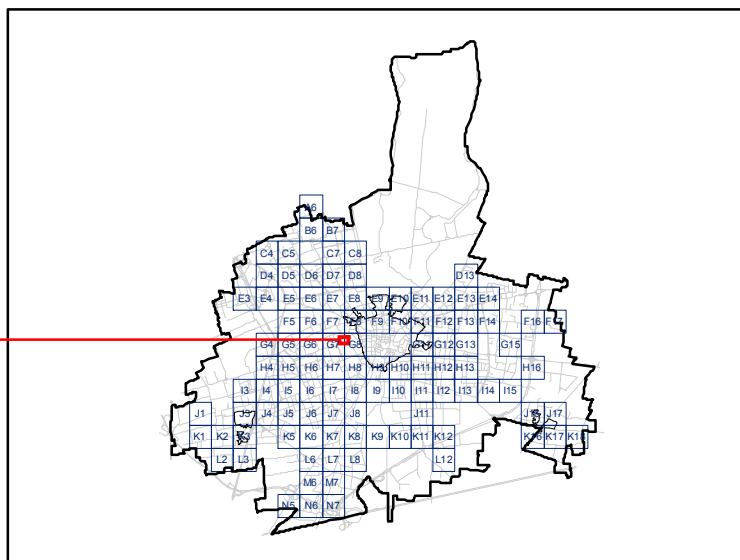 A6
B6 B7
C4 C5 C7 C8
D4 D5 D6 D7 D8 D13
E3 E4 E5 E6 E7 E8 E9 E10 E11 E12 E13 E14
F5 F6 F7 F9 F10 F11 F12 F13 F14 F16
G4 G5 G6 G7 G8 G12 G13 G15
H4 H5 H6 H7 H8 H9 H10 H11 H12 H13 H16
I3 I4 I5 I6 I7 I8 I9 I10 I11 I12 I13 I14 I15
J1 J3 J4 J5 J6 J7 J8 J11 J17
K1 K2 K5 K6 K7 K8 K9 K10 K11 K12 K16 K17 K18
L2 L3 L6 L7 L8 L12
M6 M7
N5 N6 N7